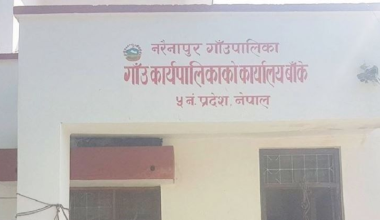 नरैनापुर गाँउपालिका
गाँउ कार्यपालिकाको कार्यालय बाँके
५ नं. प्रदेश, नेपाल